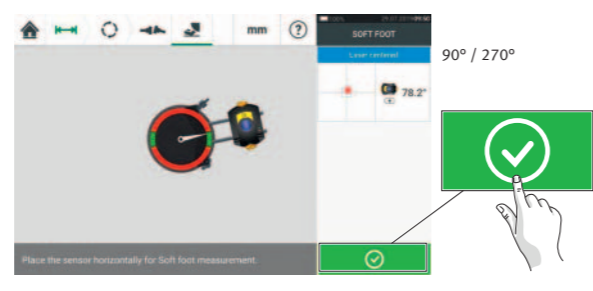 mm ?
SOFT FOOT
Laser centered
78.2°
90° / 270°
Place the sensor horizontally for Soft foot measurement.